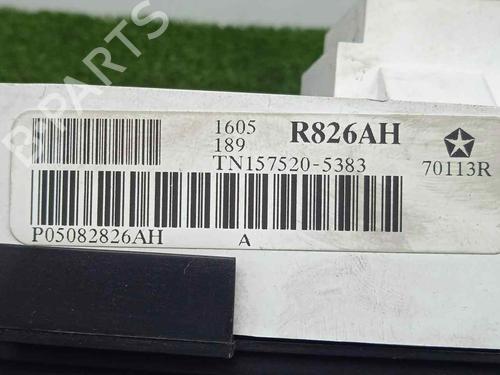 1605 R826AH
189
TN157520-5383 70113R
P05082826AH A
B-PARTS